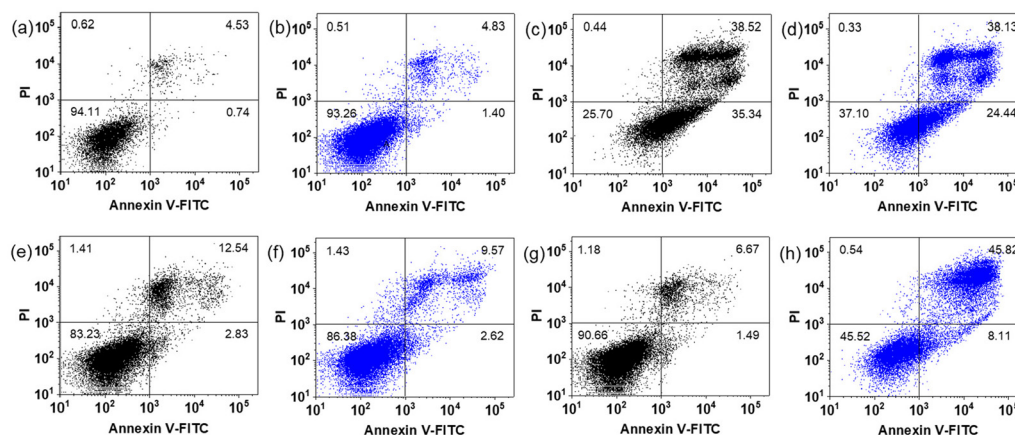 (a)
0.62 4.53
94.11 0.74
PI
10⁵
10⁴
10³
10²
10¹
10¹ 10² 10³ 10⁴ 10⁵
Annexin V-FITC
(b)
0.51 4.83
93.26 1.40
PI
10⁵
10⁴
10³
10²
10¹
10¹ 10² 10³ 10⁴ 10⁵
Annexin V-FITC
(c)
0.44 38.52
25.70 35.34
PI
10⁵
10⁴
10³
10²
10¹
10¹ 10² 10³ 10⁴ 10⁵
Annexin V-FITC
(d)
0.33 38.13
37.10 24.44
PI
10⁵
10⁴
10³
10²
10¹
10¹ 10² 10³ 10⁴ 10⁵
Annexin V-FITC
(e)
1.41 12.54
83.23 2.83
PI
10⁵
10⁴
10³
10²
10¹
10¹ 10² 10³ 10⁴ 10⁵
Annexin V-FITC
(f)
1.43 9.57
86.38 2.62
PI
10⁵
10⁴
10³
10²
10¹
10¹ 10² 10³ 10⁴ 10⁵
Annexin V-FITC
(g)
1.18 6.67
90.66 1.49
PI
10⁵
10⁴
10³
10²
10¹
10¹ 10² 10³ 10⁴ 10⁵
Annexin V-FITC
(h)
0.54 45.82
45.52 8.11
PI
10⁵
10⁴
10³
10²
10¹
10¹ 10² 10³ 10⁴ 10⁵
Annexin V-FITC